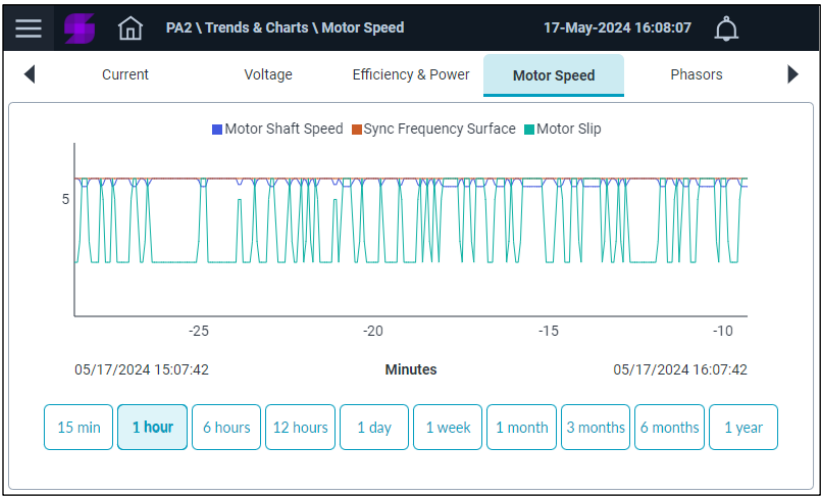 PA2 \ Trends & Charts \ Motor Speed 17-May-2024 16:08:07
Current Voltage Efficiency & Power Motor Speed Phasors
Motor Shaft Speed Sync Frequency Surface Motor Slip
5
-25 -20 -15 -10
05/17/2024 15:07:42 Minutes 05/17/2024 16:07:42
15 min 1 hour 6 hours 12 hours 1 day 1 week 1 month 3 months 6 months 1 year